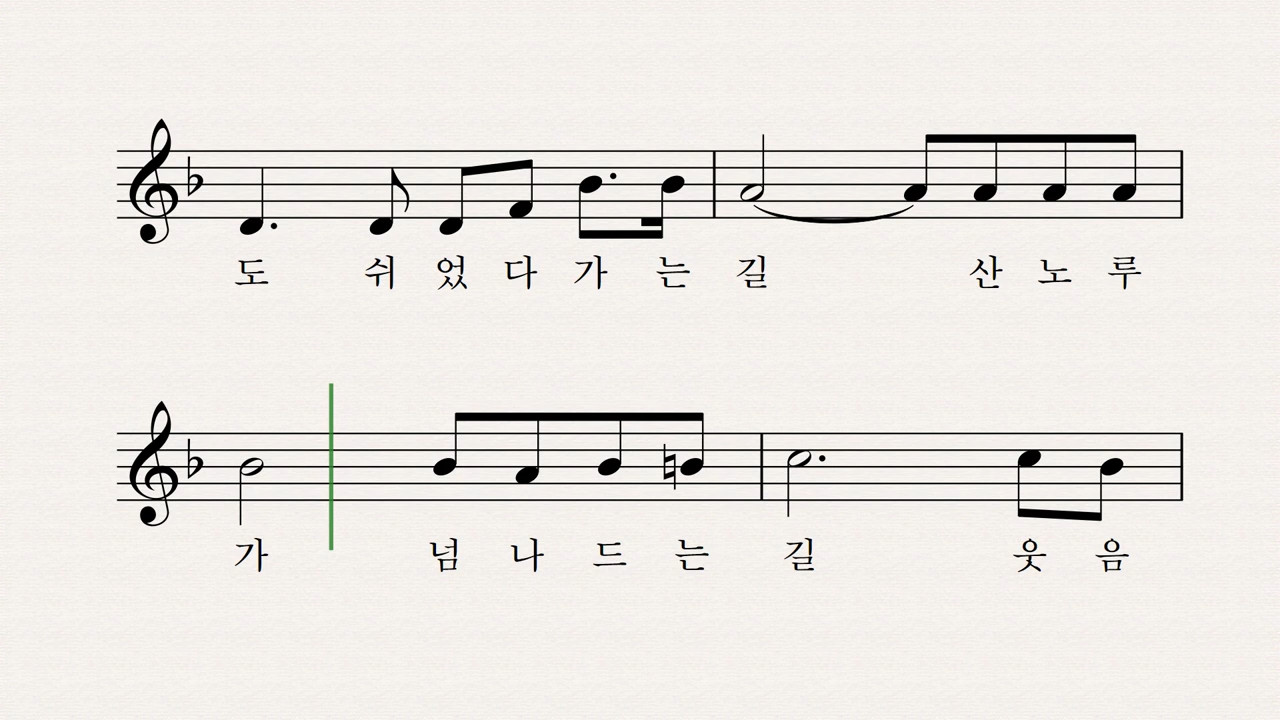 도 쉬 었 다 가 는 길 산 노 루
가 넘 나 드 는 길 웃 음